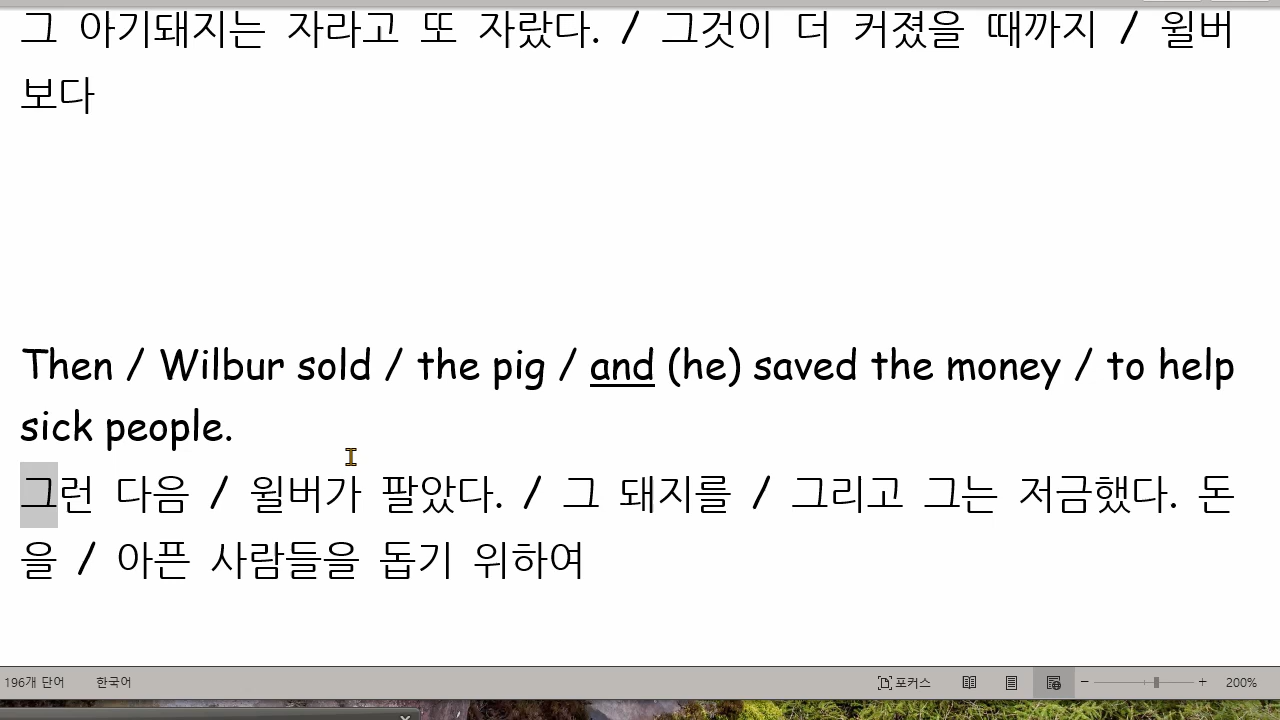 그 아기돼지는 자라고 또 자랐다. / 그것이 더 커졌을 때까지 / 윌버
보다
Then / Wilbur sold / the pig / and (he) saved the money / to help
sick people.
그런 다음 / 윌버가 팔았다. / 그 돼지를 / 그리고 그는 저금했다. 돈
을 / 아픈 사람들을 돕기 위하여
196개 단어 한국어 포커스 200%